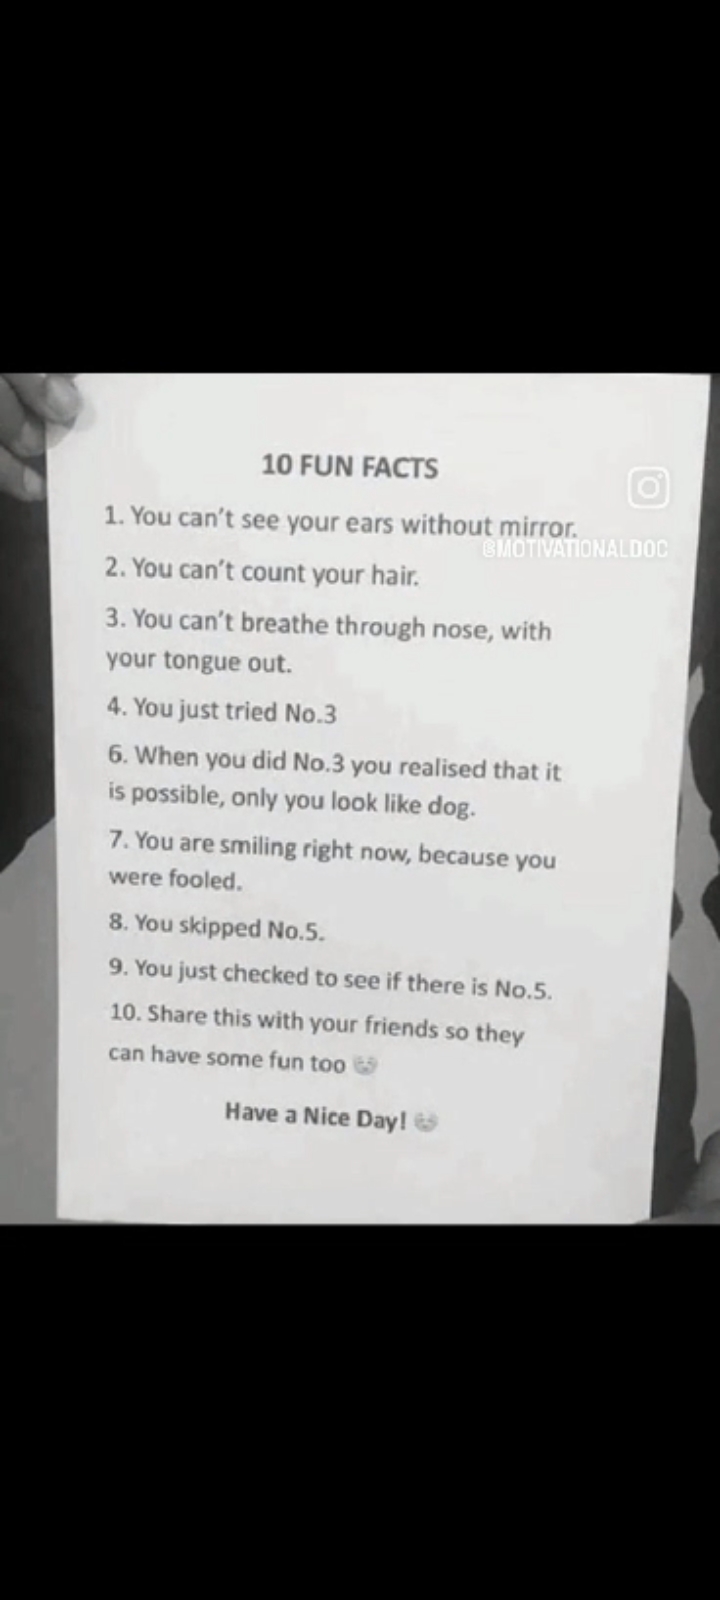 10 FUN FACTS
1. You can't see your ears without mirror.
@MOTIVATIONALDOC
2. You can't count your hair.
3. You can't breathe through nose, with
your tongue out.
4. You just tried No.3
6. When you did No.3 you realised that it
is possible, only you look like dog.
7. You are smiling right now, because you
were fooled.
8. You skipped No.5.
9. You just checked to see if there is No.5.
10. Share this with your friends so they
can have some fun too
Have a Nice Day!